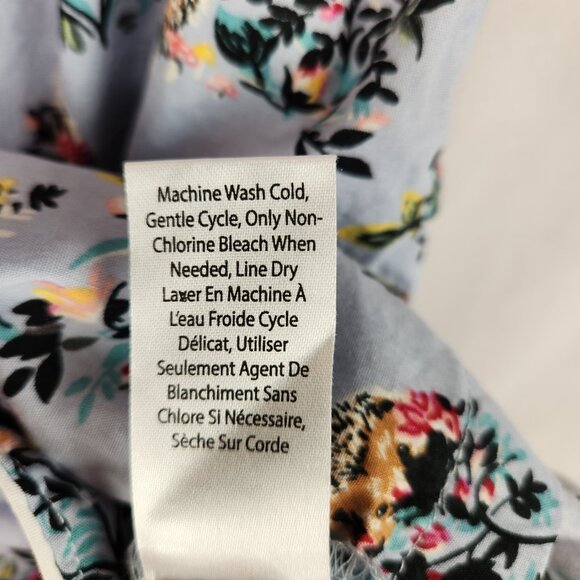 Machine Wash Cold,
Gentle Cycle, Only Non-
Chlorine Bleach When
Needed, Line Dry
Laxer En Machine À
L'eau Froide Cycle
Délicat, Utiliser
Seulement Agent De
Blanchiment Sans
Chlore Si Nécessaire,
Sèche Sur Corde